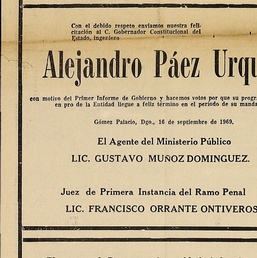 Con el debido respeto enviamos nuestra feli-
citación al C. Gobernador Constitucional del
Estado, ingeniero
Alejandro Páez Urqu
con motivo del Primer Informe de Gobierno y hacemos votos por que su progr
en pro de la Entidad llegue a feliz término en el período de su manda
Gómez Palacio, Dgo., 16 de septiembre de 1969.
El Agente del Ministerio Público
LIC. GUSTAVO MUNOZ DOMINGUEZ.
Juez de Primera Instancia del Ramo Penal
LIC. FRANCISCO ORRANTE ONTIVEROS